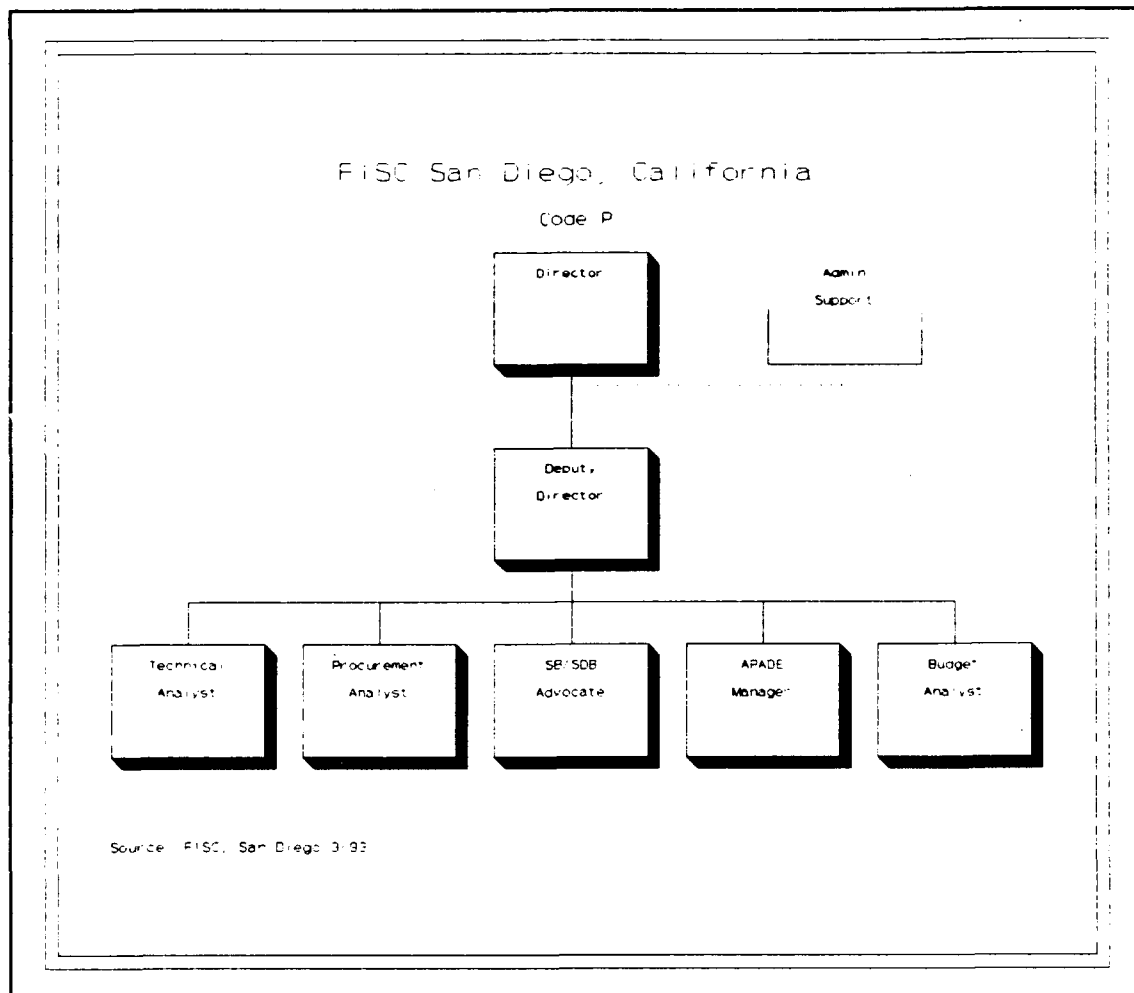 FISC San Diego, California
Code P
Director
Admin
Support
Deputy
Director
Technical
Analyst
Procurement
Analyst
SB/SDB
Advocate
APADE
Manager
Budget
Analyst
Source: FISC, San Diego 3/93